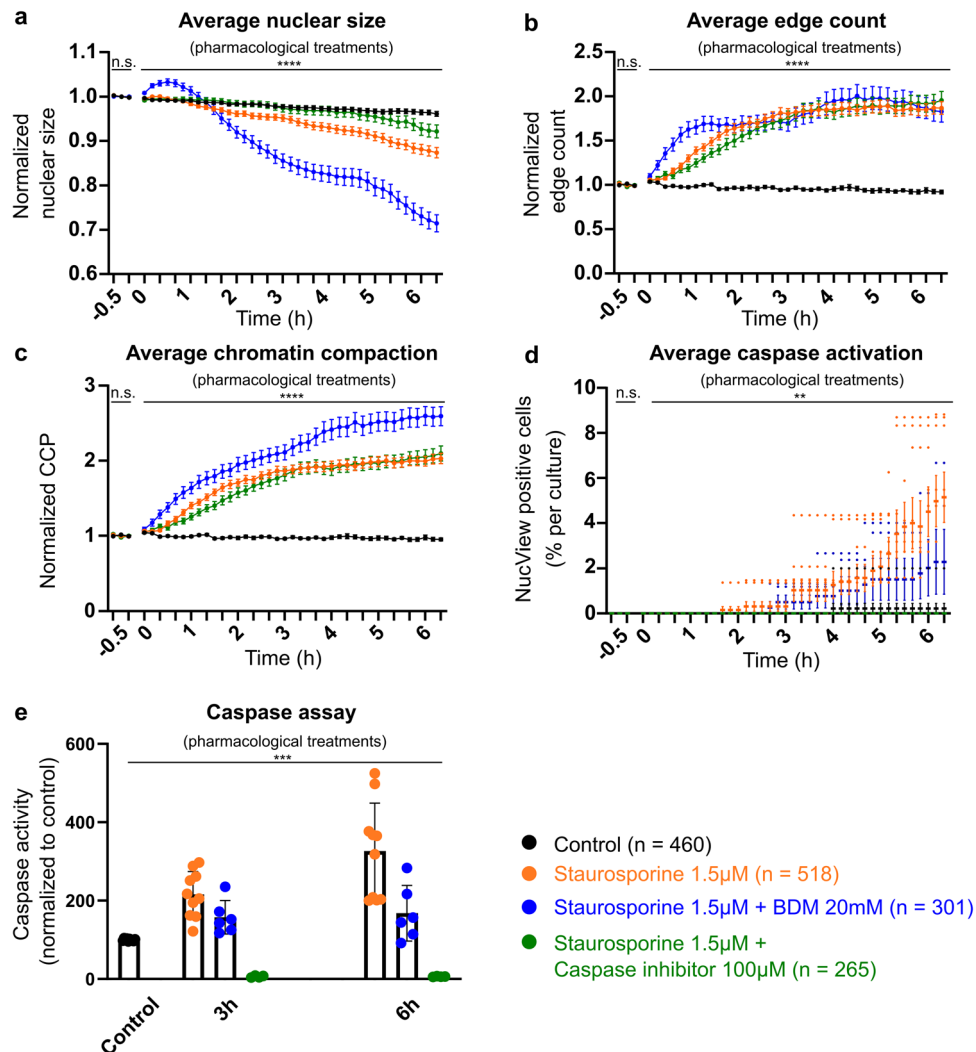 a
Average nuclear size
(pharmacological treatments)
n.s.
****
Normalized
nuclear size
1.1
1.0
0.9
0.8
0.7
0.6
-0.5
0
1
2
3
4
5
6
Time (h)
b
Average edge count
(pharmacological treatments)
n.s.
****
Normalized
edge count
2.5
2.0
1.5
1.0
0.5
0.0
-0.5
0
1
2
3
4
5
6
Time (h)
c
Average chromatin compaction
(pharmacological treatments)
n.s.
****
Normalized CCP
3
2
1
0
-0.5
0
1
2
3
4
5
6
Time (h)
d
Average caspase activation
(pharmacological treatments)
n.s.
**
NucView positive cells
(% per culture)
10
8
6
4
2
0
-0.5
0
1
2
3
4
5
6
Time (h)
e
Caspase assay
(pharmacological treatments)
***
Caspase activity
(normalized to control)
600
400
200
0
Control
3h
6h
Control (n = 460)
Staurosporine 1.5μM (n = 518)
Staurosporine 1.5μM + BDM 20mM (n = 301)
Staurosporine 1.5μM +
Caspase inhibitor 100μM (n = 265)